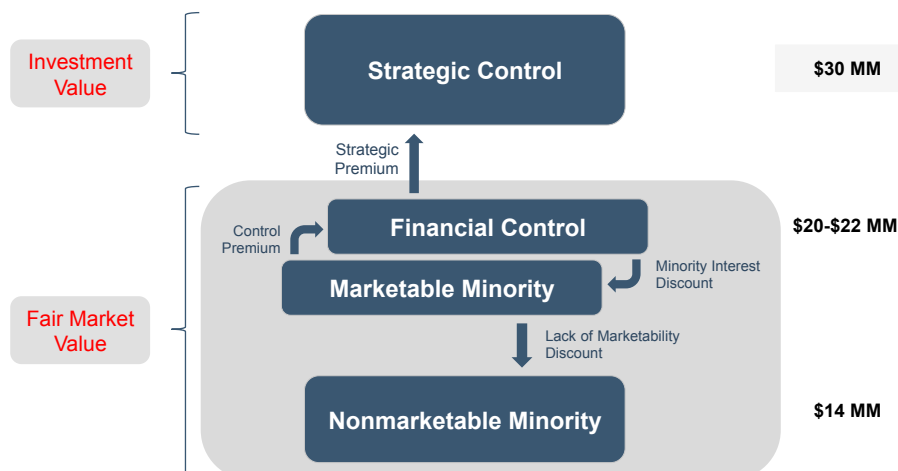 Investment
Value
Strategic Control
$30 MM
Strategic
Premium
Financial Control
$20-$22 MM
Control
Premium
Minority Interest
Discount
Marketable Minority
Fair Market
Value
Lack of Marketability
Discount
Nonmarketable Minority
$14 MM